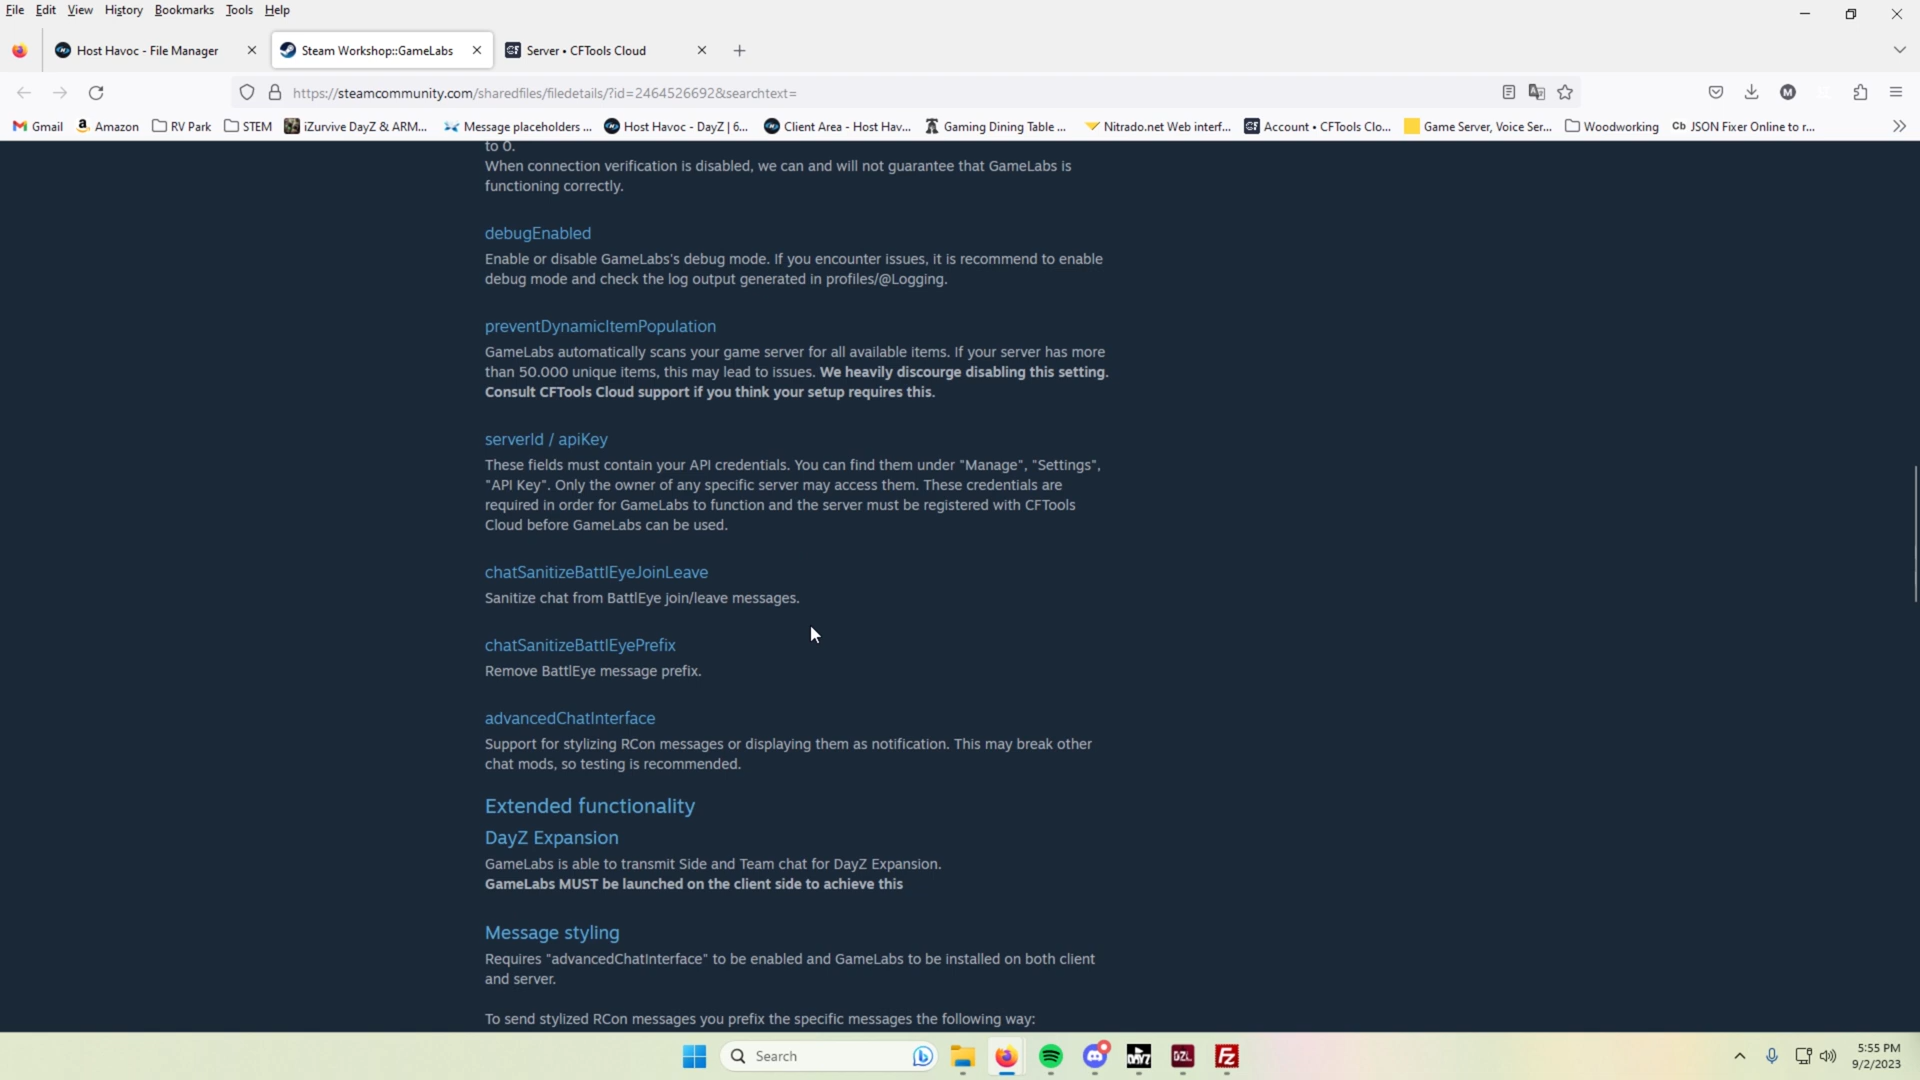 File Edit View History Bookmarks Tools Help
Host Havoc - File Manager
Steam Workshop::GameLabs
Server • CFTools Cloud
https://steamcommunity.com/sharedfiles/filedetails/?id=2464526692&searchtext=
Gmail
Amazon
RV Park
STEM
iZurvive DayZ & ARM...
Message placeholders ...
Host Havoc - DayZ | 6...
Client Area - Host Hav...
Gaming Dining Table ...
Nitrado.net Web interf...
Account • CFTools Clo...
Game Server, Voice Ser...
Woodworking
JSON Fixer Online to r...
to 0.
When connection verification is disabled, we can and will not guarantee that GameLabs is
functioning correctly.
debugEnabled
Enable or disable GameLabs's debug mode. If you encounter issues, it is recommend to enable
debug mode and check the log output generated in profiles/@Logging.
preventDynamicItemPopulation
GameLabs automatically scans your game server for all available items. If your server has more
than 50.000 unique items, this may lead to issues. We heavily discourge disabling this setting.
Consult CFTools Cloud support if you think your setup requires this.
serverId / apiKey
These fields must contain your API credentials. You can find them under "Manage", "Settings",
"API Key". Only the owner of any specific server may access them. These credentials are
required in order for GameLabs to function and the server must be registered with CFTools
Cloud before GameLabs can be used.
chatSanitizeBattlEyeJoinLeave
Sanitize chat from BattlEye join/leave messages.
chatSanitizeBattlEyePrefix
Remove BattlEye message prefix.
advancedChatInterface
Support for stylizing RCon messages or displaying them as notification. This may break other
chat mods, so testing is recommended.
Extended functionality
DayZ Expansion
GameLabs is able to transmit Side and Team chat for DayZ Expansion.
GameLabs MUST be launched on the client side to achieve this
Message styling
Requires "advancedChatInterface" to be enabled and GameLabs to be installed on both client
and server.
To send stylized RCon messages you prefix the specific messages the following way:
Search
5:55 PM
9/2/2023